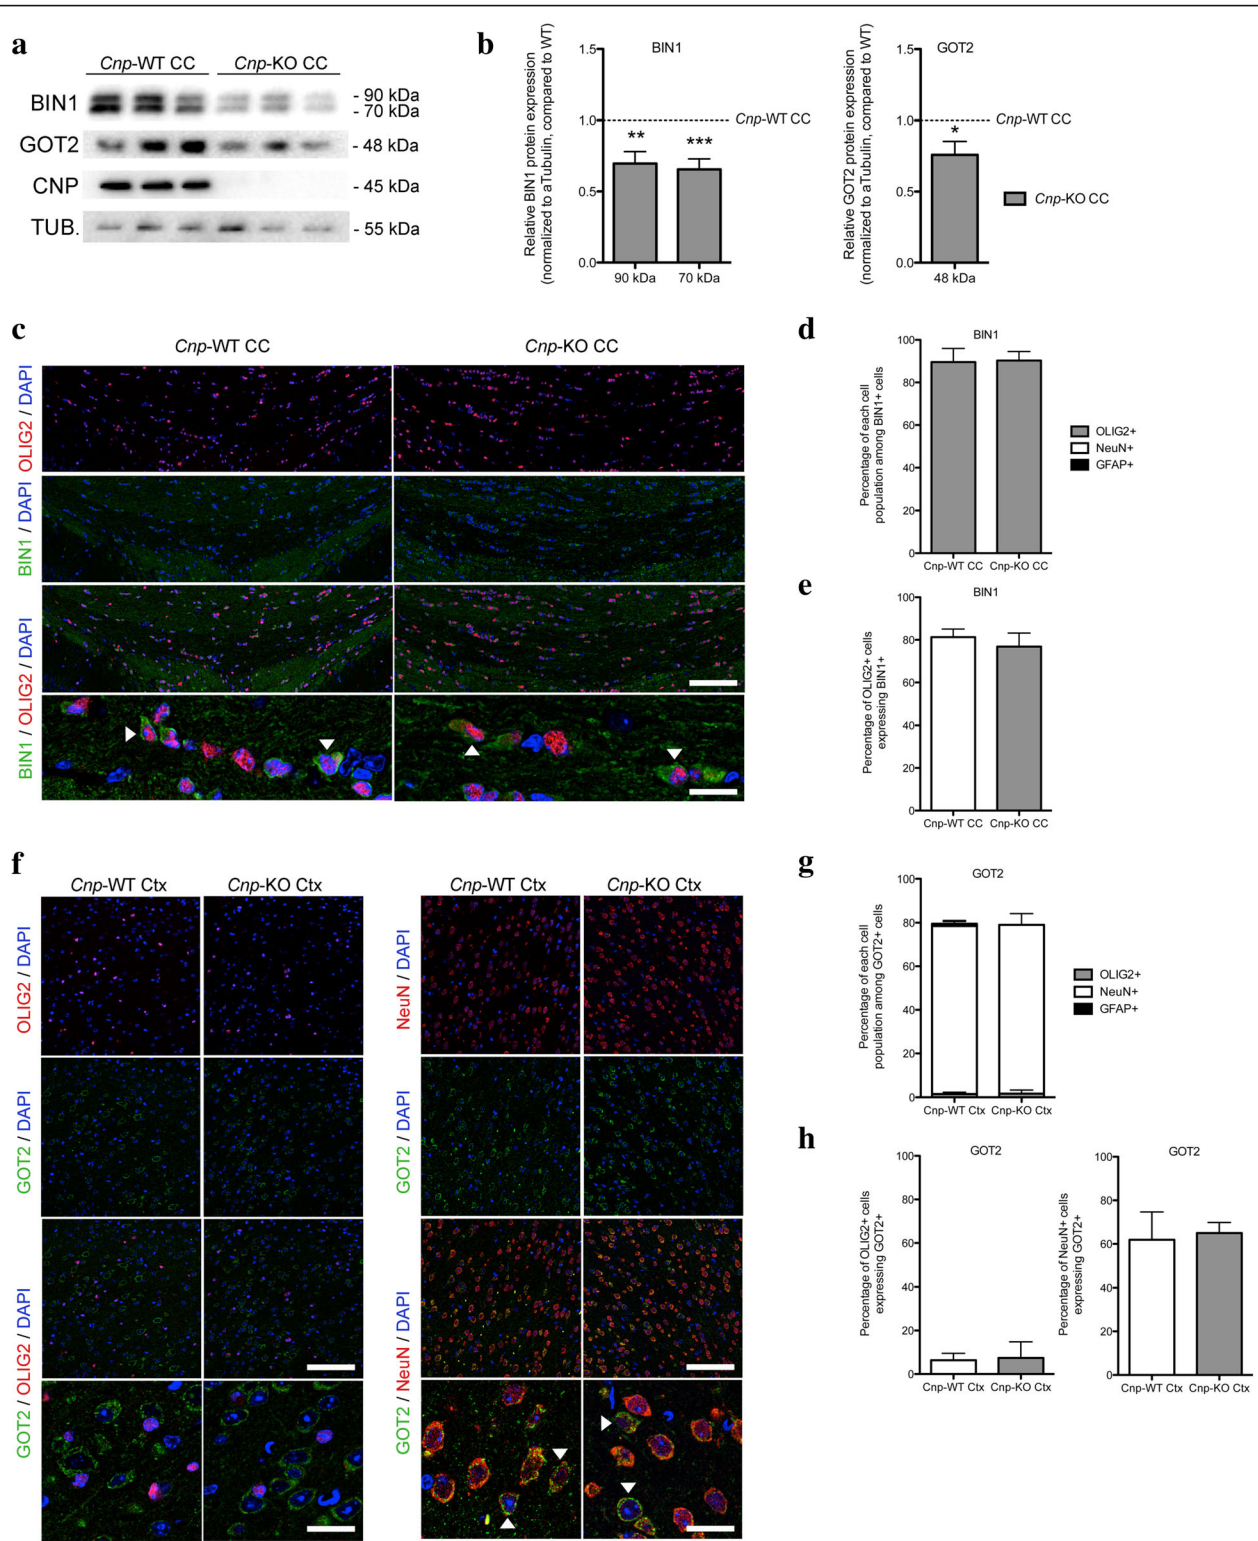 a
Cnp-WT CC Cnp-KO CC
BIN1
- 90 kDa
- 70 kDa
GOT2 - 48 kDa
CNP - 45 kDa
TUB. - 55 kDa
b
BIN1
Relative BIN1 protein expression
(normalized to aTubulin, compared to WT)
1.5
1.0
0.5
0.0
Cnp-WT CC
** ***
90 kDa 70 kDa
GOT2
Relative GOT2 protein expression
(normalized to aTubulin, compared to WT)
1.5
1.0
0.5
0.0
Cnp-WT CC
*
Cnp-KO CC
48 kDa
c
Cnp-WT CC Cnp-KO CC
OLIG2 / DAPI
BIN1 / DAPI
BIN1 / OLIG2 / DAPI
d
BIN1
Percentage of each cell
population among BIN1+ cells
100
80
60
40
20
0
Cnp-WT CC Cnp-KO CC
OLIG2+
NeuN+
GFAP+
e
BIN1
Percentage of OLIG2+ cells
expressing BIN1+
100
80
60
40
20
0
Cnp-WT CC Cnp-KO CC
f
Cnp-WT Ctx Cnp-KO Ctx
OLIG2 / DAPI
GOT2 / DAPI
GOT2 / OLIG2 / DAPI
Cnp-WT Ctx Cnp-KO Ctx
NeuN / DAPI
GOT2 / DAPI
GOT2 / NeuN / DAPI
g
GOT2
Percentage of each cell
population among GOT2+ cells
100
80
60
40
20
0
Cnp-WT Ctx Cnp-KO Ctx
OLIG2+
NeuN+
GFAP+
h
GOT2
Percentage of OLIG2+ cells
expressing GOT2+
100
80
60
40
20
0
Cnp-WT Ctx Cnp-KO Ctx
GOT2
Percentage of NeuN+ cells
expressing GOT2+
100
80
60
40
20
0
Cnp-WT Ctx Cnp-KO Ctx